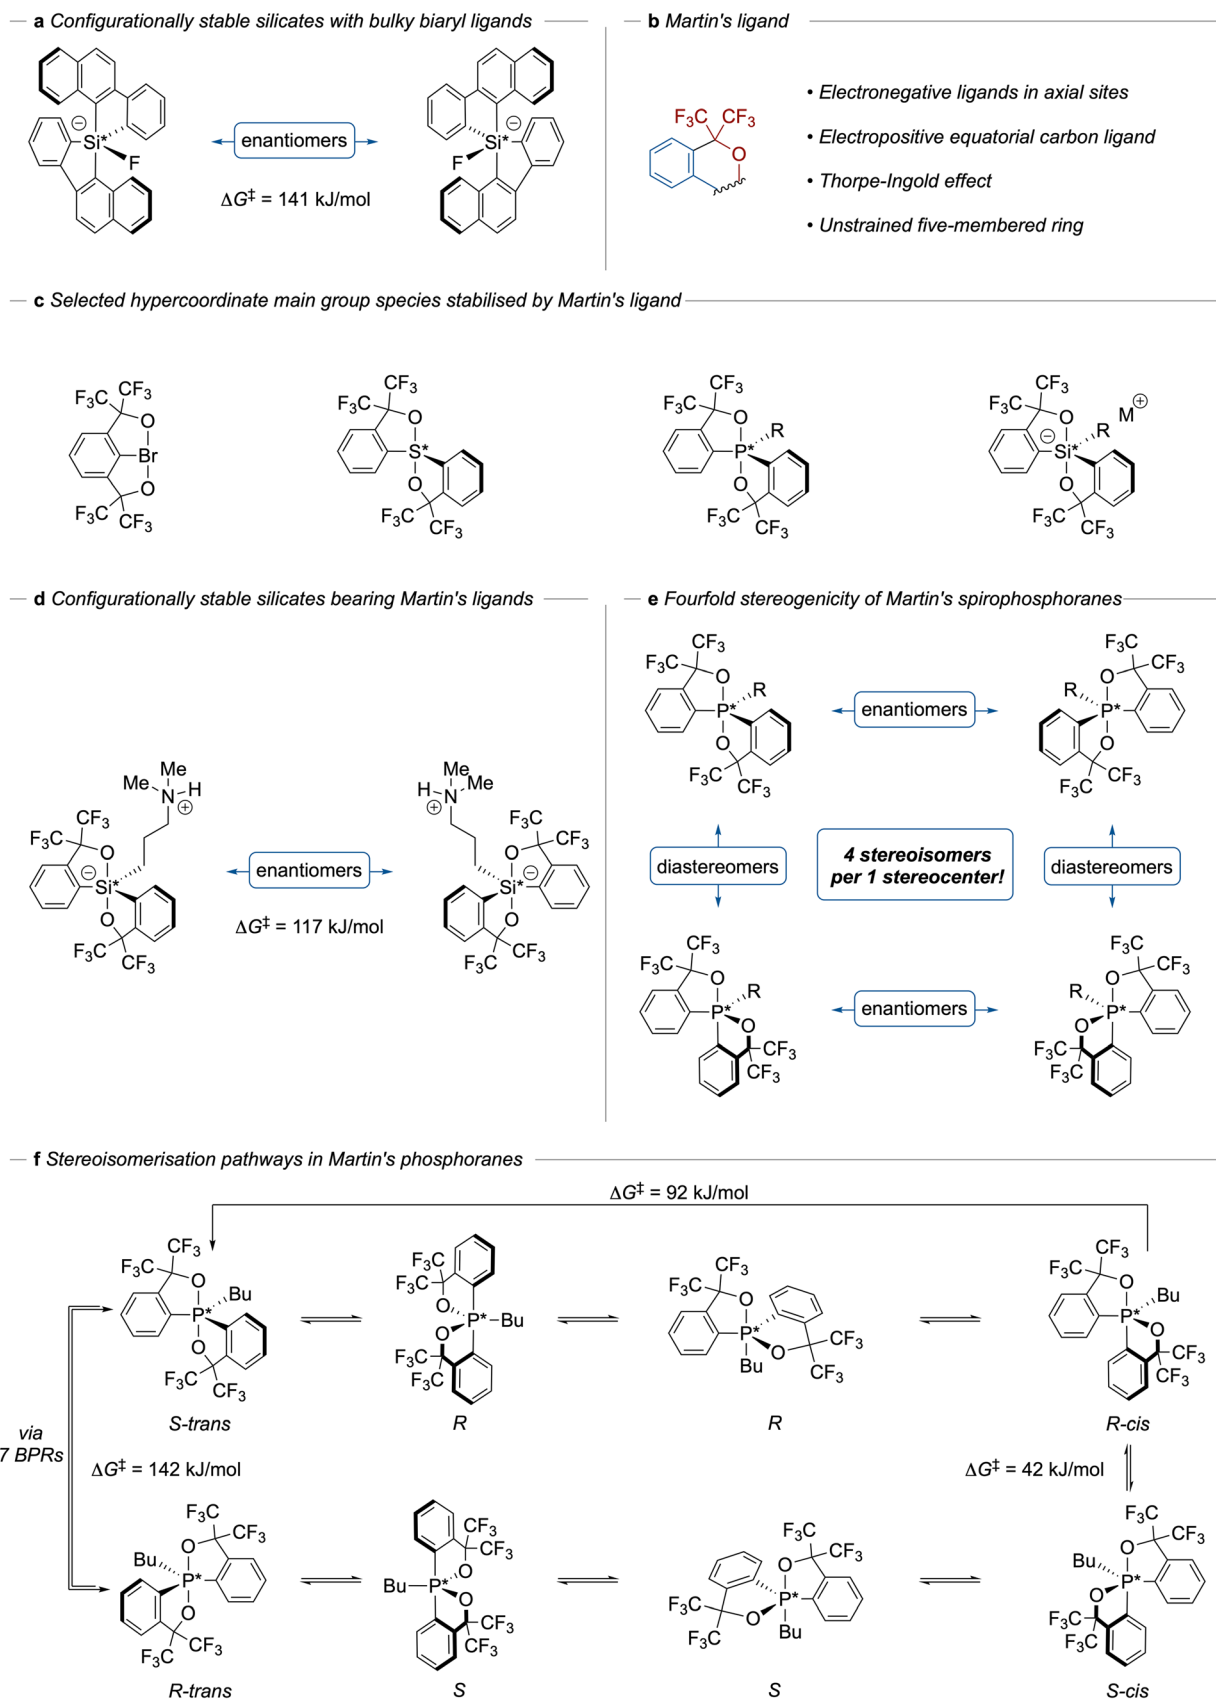 a Configurationally stable silicates with bulky biaryl ligands
Si*
⊖
F
enantiomers
ΔG‡ = 141 kJ/mol
⊖
Si*
F
b Martin's ligand
F3C CF3
O
• Electronegative ligands in axial sites
• Electropositive equatorial carbon ligand
• Thorpe-Ingold effect
• Unstrained five-membered ring
c Selected hypercoordinate main group species stabilised by Martin's ligand
CF3
F3C
O
Br
O
F3C
CF3
CF3
F3C
O
S*
O
F3C
CF3
CF3
F3C
O
R
P*
O
F3C
CF3
CF3
F3C
O
M⊕
⊖
R
Si*
O
F3C
CF3
d Configurationally stable silicates bearing Martin's ligands
Me
Me N H
⊕
CF3
F3C
O
⊖
Si*
O
F3C
CF3
enantiomers
ΔG‡ = 117 kJ/mol
Me
H N Me
⊕
CF3
O CF3
Si*
⊖
O
CF3
F3C
e Fourfold stereogenicity of Martin's spirophosphoranes
CF3
F3C
O
R
P*
O
F3C
CF3
enantiomers
F3C
CF3
O
R
P*
O
F3C CF3
diastereomers
4 stereoisomers
per 1 stereocenter!
diastereomers
CF3
F3C
O
R
P*
O
CF3
CF3
enantiomers
F3C
CF3
O
R
P*
O
F3C
F3C
f Stereoisomerisation pathways in Martin's phosphoranes
ΔG‡ = 92 kJ/mol
CF3
F3C
O
Bu
P*
O
F3C
CF3
S-trans
F3C
F3C
O
P* Bu
O
F3C
F3C
R
CF3
F3C
O
P*
O
CF3
Bu
CF3
R
CF3
F3C
O
Bu
P*
O
CF3
CF3
R-cis
via
7 BPRs
ΔG‡ = 142 kJ/mol
ΔG‡ = 42 kJ/mol
F3C
CF3
O
Bu
P*
O
CF3
F3C
R-trans
CF3
CF3
O
Bu P*
O
CF3
CF3
S
CF3
CF3
O
P*
F3C
O
Bu
F3C
S
F3C
CF3
O
Bu
P*
O
F3C
F3C
S-cis